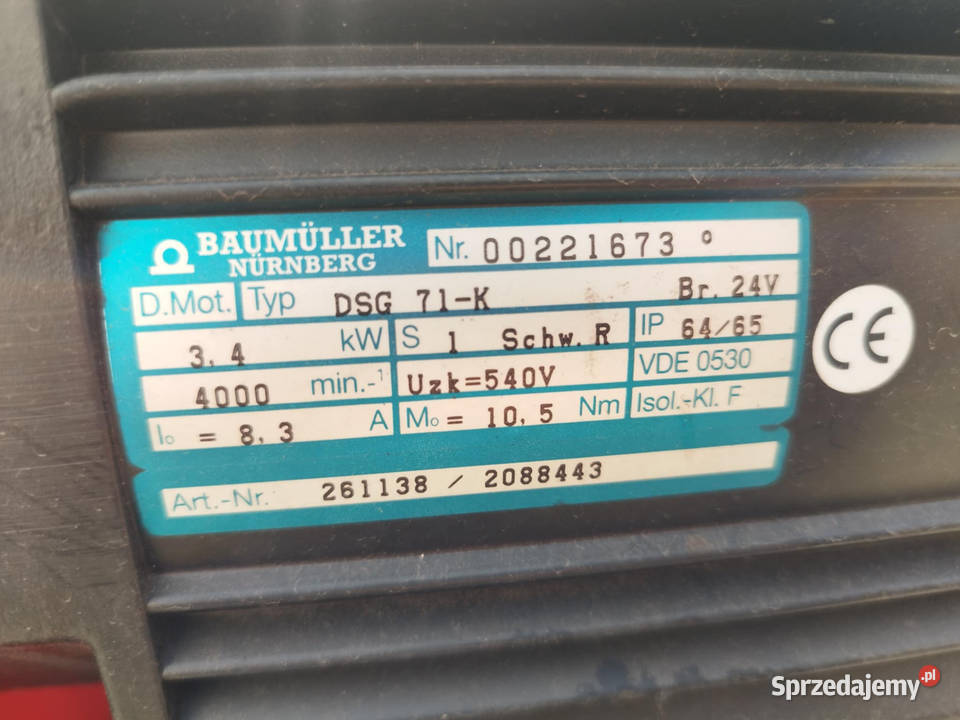 BAUMÜLLER
NÜRNBERG
Nr. 00221673 °
D.Mot. Typ DSG 71-K Br. 24V
3,4 kW S 1 Schw. R IP 64/65
4000 min.-¹ Uzk=540V VDE 0530
I₀ = 8,3 A M₀ = 10,5 Nm Isol.-Kl. F
Art.-Nr. 261138 / 2088443
CE
Sprzedajemy.pl